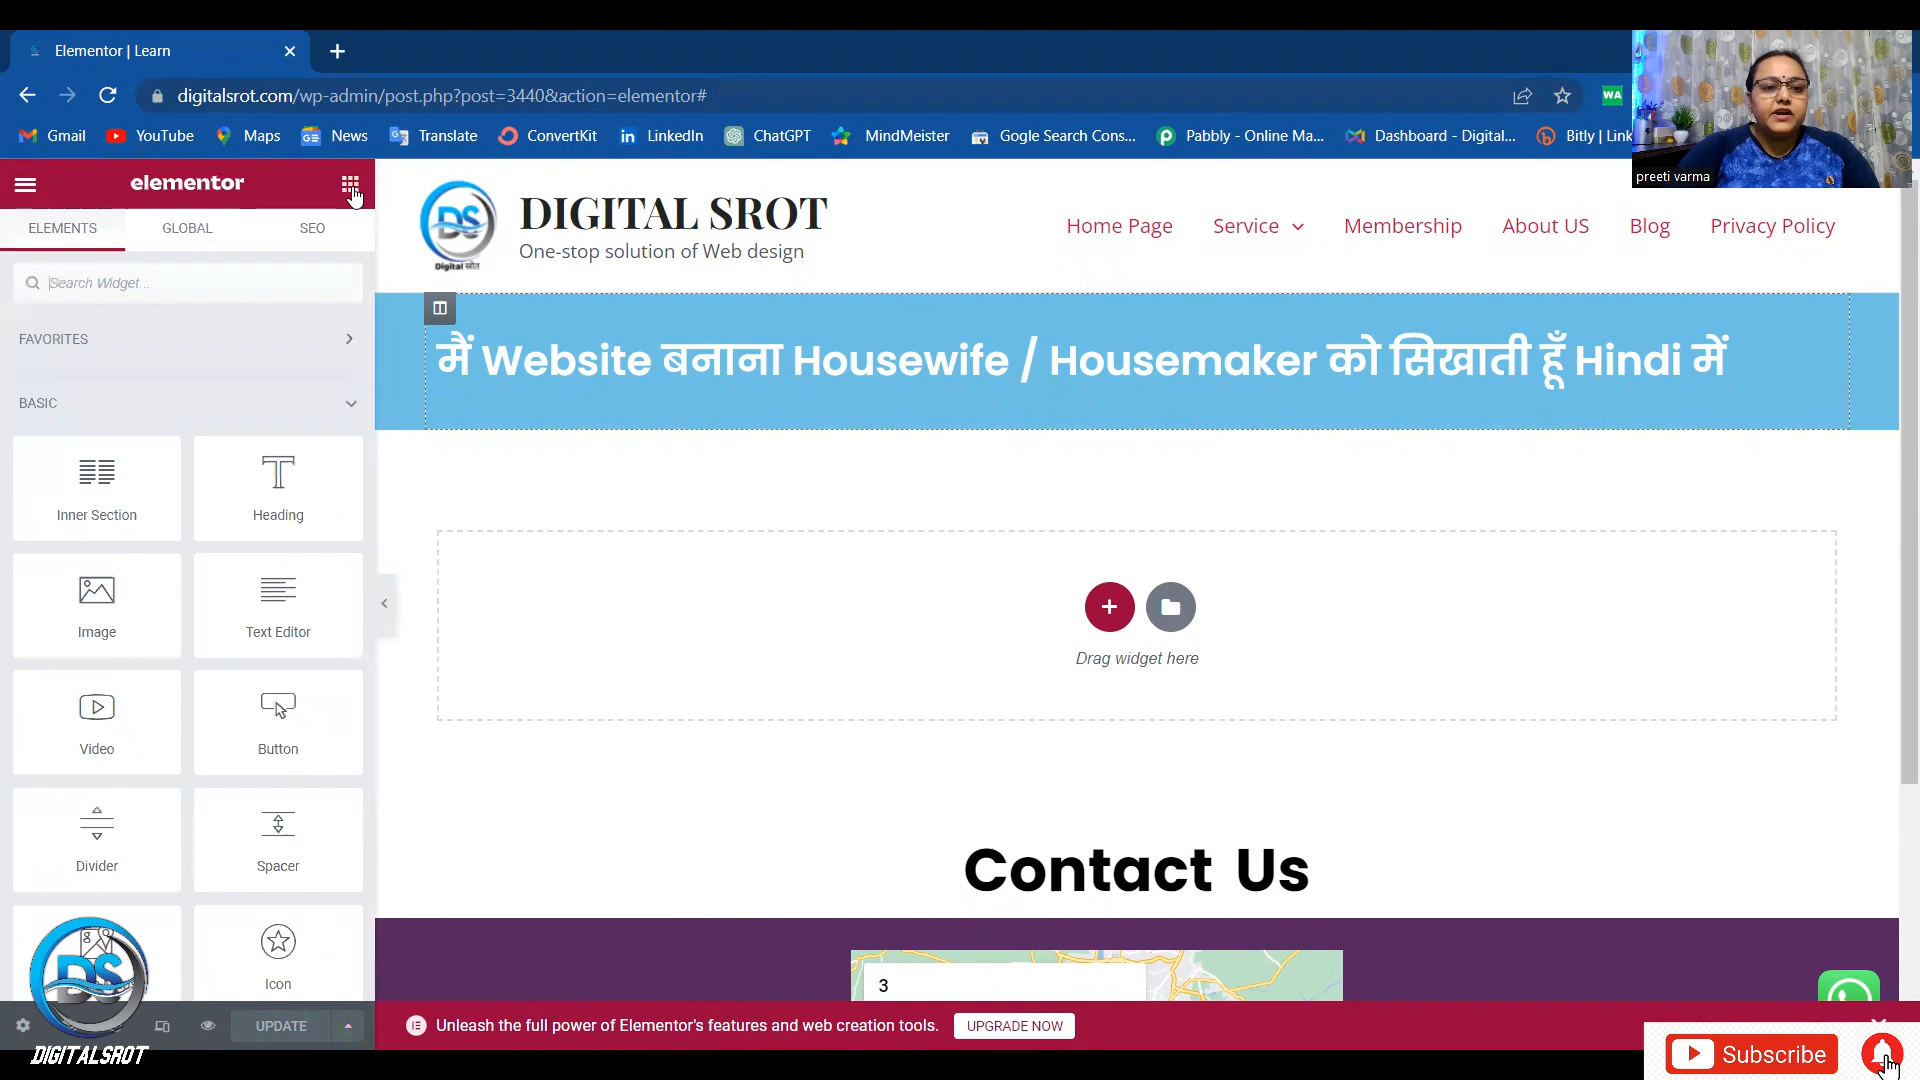 Elementor | Learn
digitalsrot.com/wp-admin/post.php?post=3440&action=elementor#
WA
Gmail YouTube Maps News Translate ConvertKit LinkedIn ChatGPT MindMeister Gogle Search Cons... Pabbly - Online Ma... Dashboard - Digital... Bitly | Link
preeti varma
elementor
ELEMENTS GLOBAL SEO
Search Widget...
FAVORITES
BASIC
Inner Section Heading
Image Text Editor
Video Button
Divider Spacer
Icon
UPDATE
DS
DIGITALSROT
DS
Digital स्रोत
DIGITAL SROT
One-stop solution of Web design
Home Page Service Membership About US Blog Privacy Policy
मैं Website बनाना Housewife / Housemaker को सिखाती हूँ Hindi में
Drag widget here
Contact Us
3
Unleash the full power of Elementor's features and web creation tools. UPGRADE NOW
Subscribe